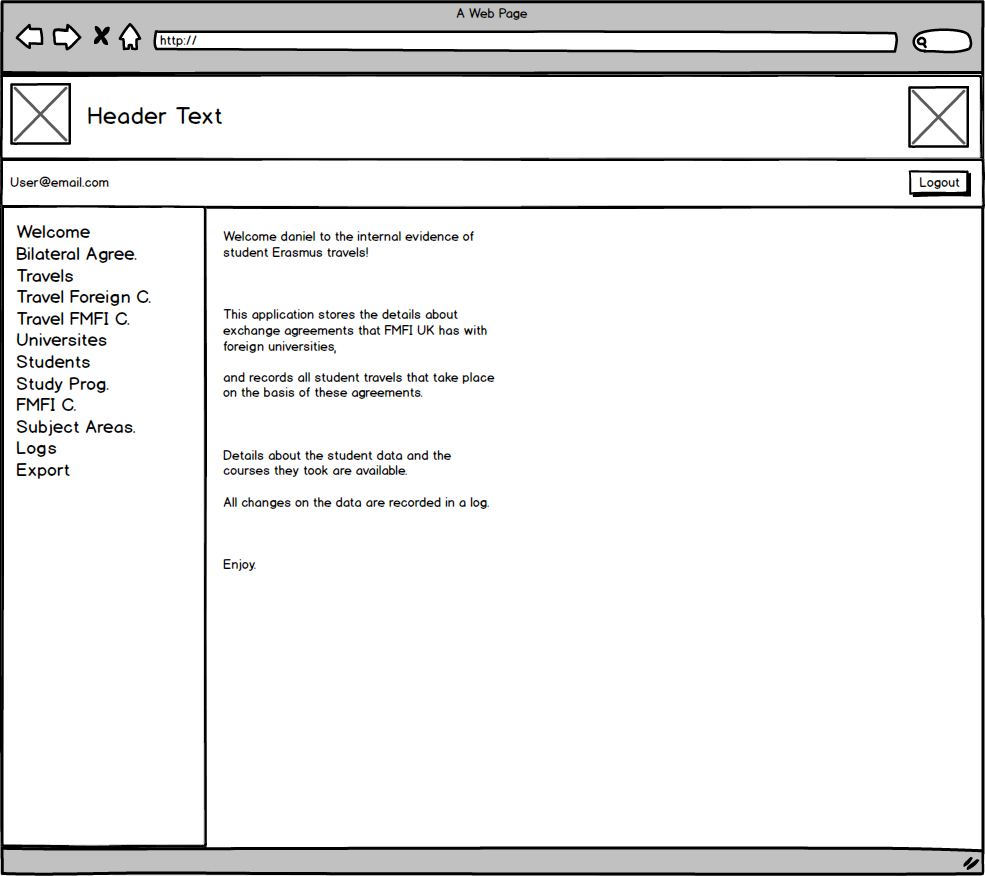 A Web Page
http://
Header Text
User@email.com
Logout
Welcome
Bilateral Agree.
Travels
Travel Foreign C.
Travel FMFI C.
Universites
Students
Study Prog.
FMFI C.
Subject Areas.
Logs
Export
Welcome daniel to the internal evidence of
student Erasmus travels!
This application stores the details about
exchange agreements that FMFI UK has with
foreign universities,
and records all student travels that take place
on the basis of these agreements.
Details about the student data and the
courses they took are available.
All changes on the data are recorded in a log.
Enjoy.